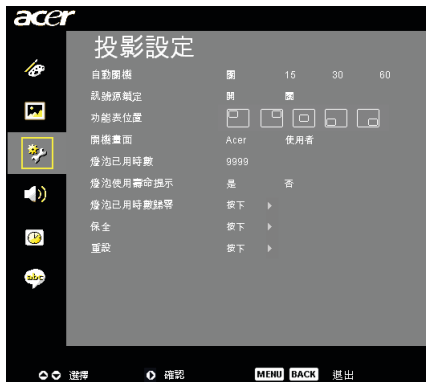 acer
投影設定
自動關機 關 15 30 60
訊號源鎖定 開 關
功能表位置
開機畫面 Acer 使用者
燈泡已用時數 9999
燈泡使用壽命提示 是 否
燈泡已用時數歸零 按下
保全 按下
重設 按下
abc
選擇 確認 MENU BACK 退出